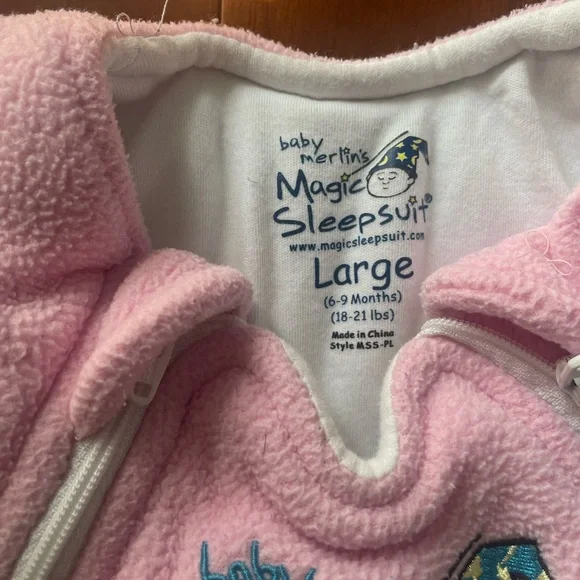 baby
merlin's
Magic
Sleepsuit®
www.magicsleepsuit.com
Large
(6-9 Months)
(18-21 lbs)
Made in China
Style MSS-PL
baby